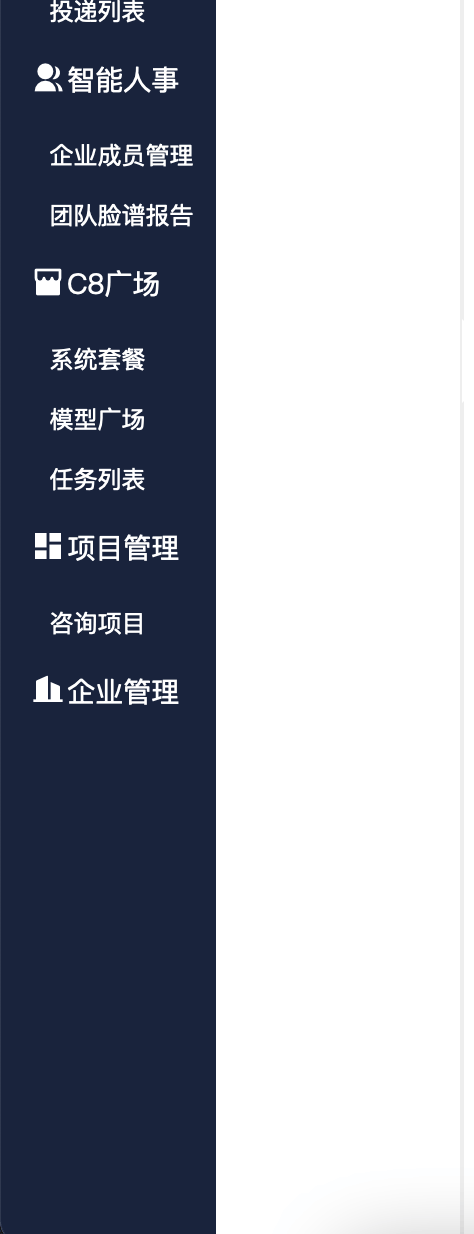 投递列表
智能人事
企业成员管理
团队脸谱报告
C8广场
系统套餐
模型广场
任务列表
项目管理
咨询项目
企业管理